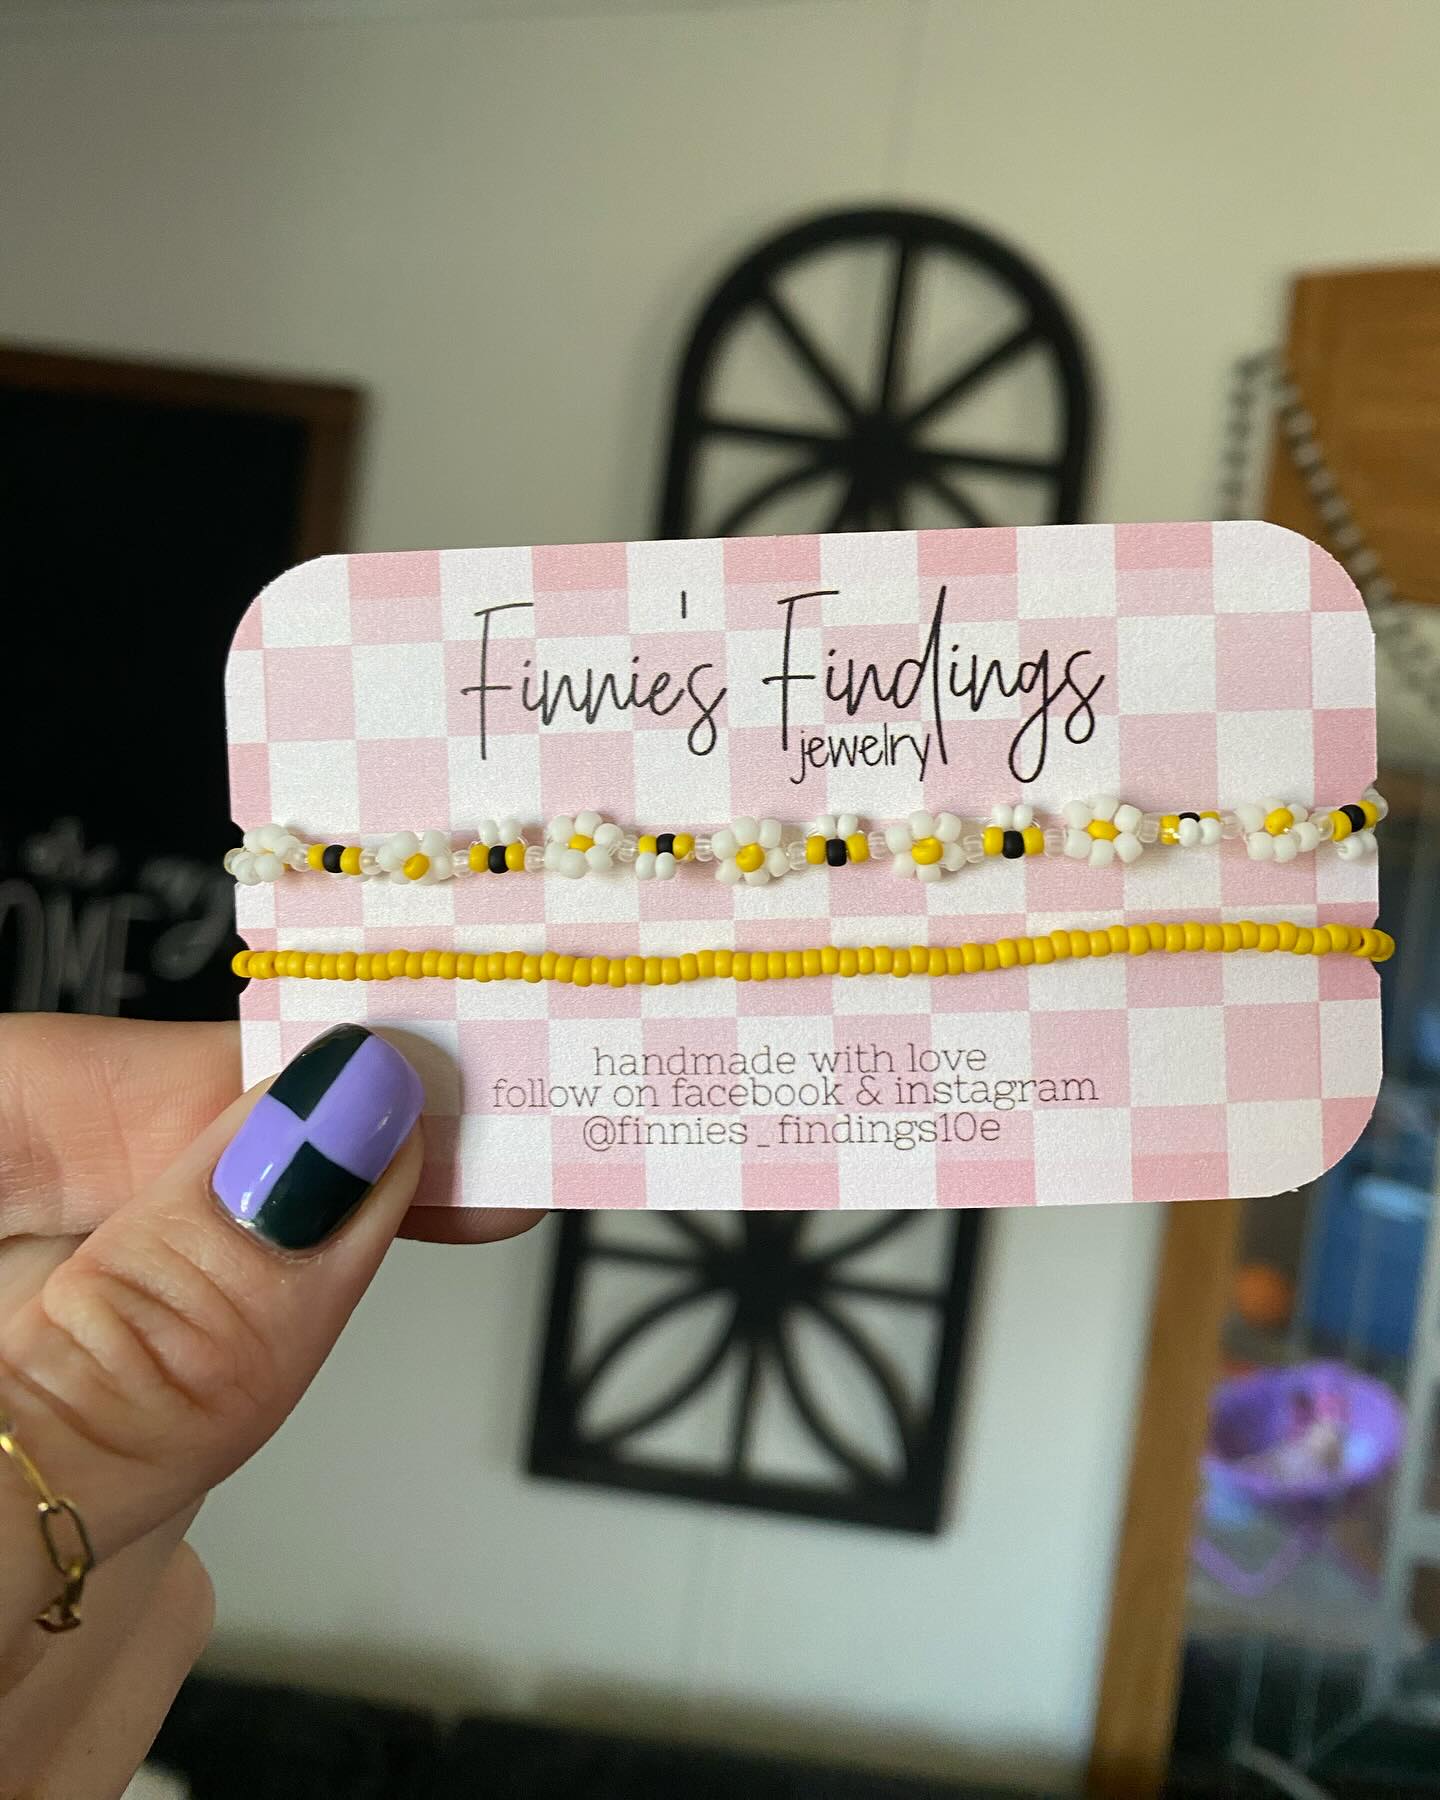 Finnie's Findings
jewelry
handmade with love
follow on facebook & instagram
@finnies_findings10e